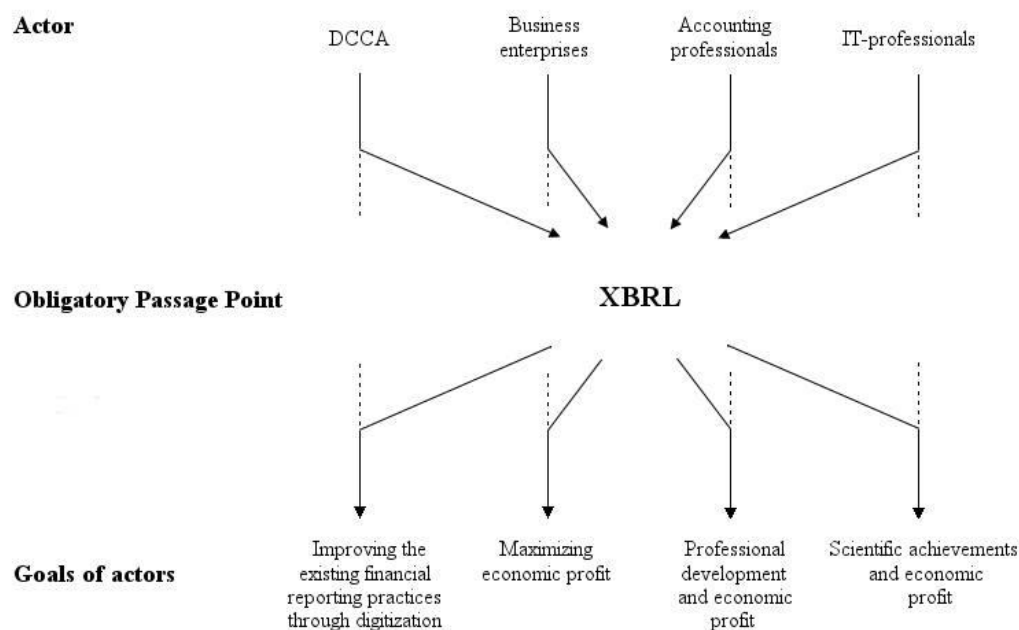 Actor
DCCA
Business
enterprises
Accounting
professionals
IT-professionals
Obligatory Passage Point
XBRL
Goals of actors
Improving the
existing financial
reporting practices
through digitization
Maximizing
economic profit
Professional
development
and economic
profit
Scientific achievements
and economic
profit